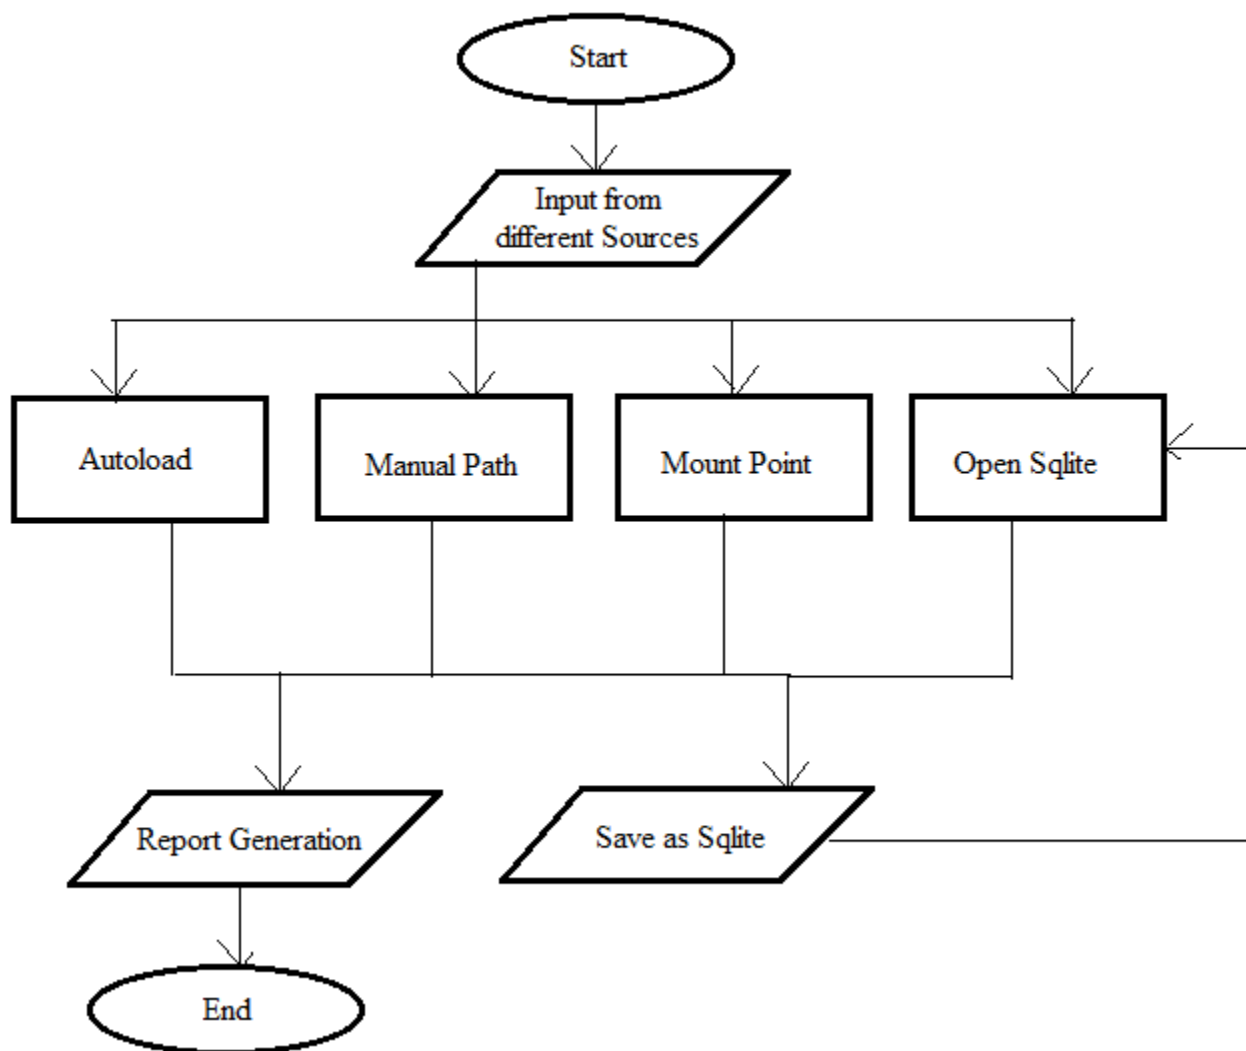 Start
Input from
different Sources
Autoload
Manual Path
Mount Point
Open Sqlite
Report Generation
Save as Sqlite
End